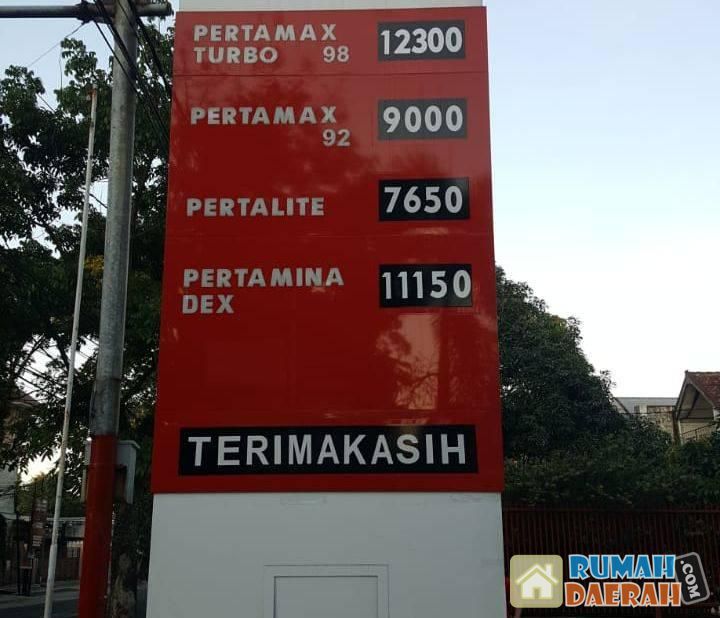 PERTAMAX 12300
TURBO 98
PERTAMAX 9000
92
PERTALITE 7650
PERTAMINA 11150
DEX
TERIMAKASIH
RUMAH
DAERAH.COM